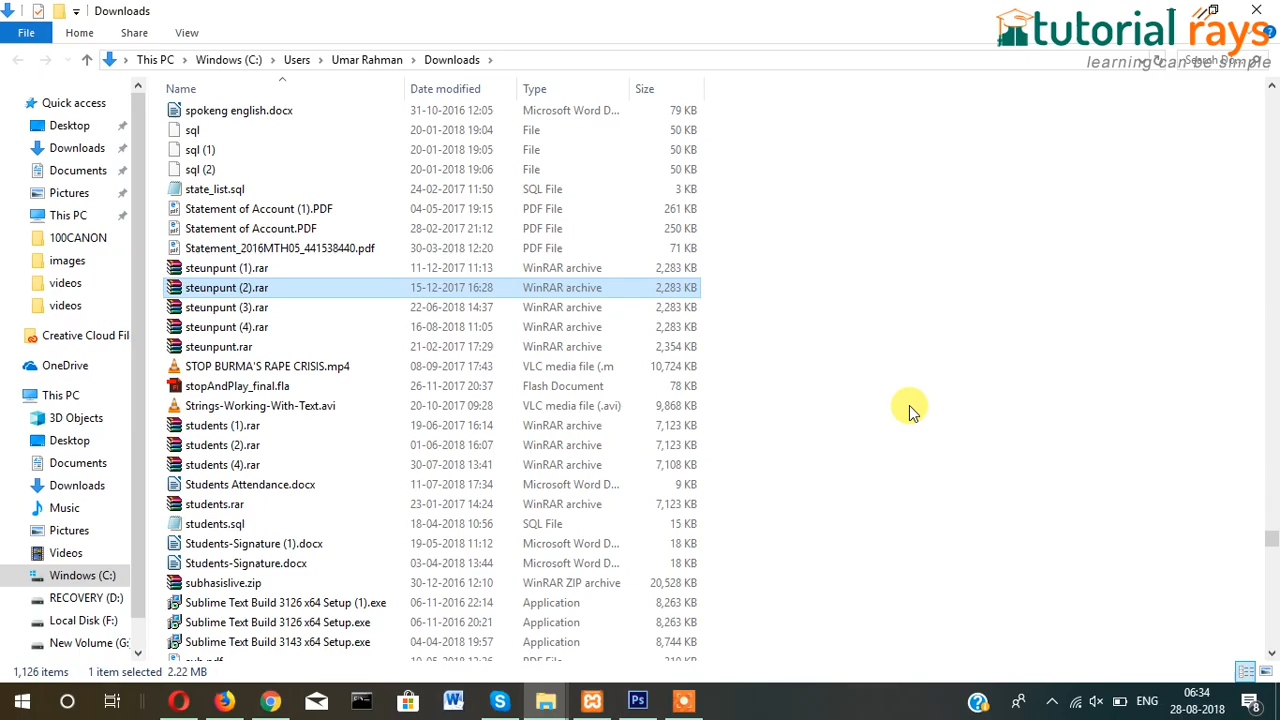 Downloads
tutorial rays
File Home Share View
learning can be simple
This PC Windows (C:) Users Umar Rahman Downloads
Name Date modified Type Size
spokeng english.docx 31-10-2016 12:05 Microsoft Word D... 79 KB
sql 20-01-2018 19:04 File 50 KB
sql (1) 20-01-2018 19:05 File 50 KB
sql (2) 20-01-2018 19:06 File 50 KB
state_list.sql 24-02-2017 11:50 SQL File 3 KB
Statement of Account (1).PDF 04-05-2017 19:15 PDF File 261 KB
Statement of Account.PDF 28-02-2017 21:12 PDF File 250 KB
Statement_2016MTH05_441538440.pdf 30-03-2018 12:20 PDF File 71 KB
steunpunt (1).rar 11-12-2017 11:13 WinRAR archive 2,283 KB
steunpunt (2).rar 15-12-2017 16:28 WinRAR archive 2,283 KB
steunpunt (3).rar 22-06-2018 14:37 WinRAR archive 2,283 KB
steunpunt (4).rar 16-08-2018 11:05 WinRAR archive 2,283 KB
steunpunt.rar 21-02-2017 17:29 WinRAR archive 2,354 KB
STOP BURMA'S RAPE CRISIS.mp4 08-09-2017 17:43 VLC media file (.m 10,724 KB
stopAndPlay_final.fla 26-11-2017 20:37 Flash Document 78 KB
Strings-Working-With-Text.avi 20-10-2017 09:28 VLC media file (.avi) 9,868 KB
students (1).rar 19-06-2017 16:14 WinRAR archive 7,123 KB
students (2).rar 01-06-2018 16:07 WinRAR archive 7,123 KB
students (4).rar 30-07-2018 13:41 WinRAR archive 7,108 KB
Students Attendance.docx 11-07-2018 17:34 Microsoft Word D... 9 KB
students.rar 23-01-2017 14:24 WinRAR archive 7,123 KB
students.sql 18-04-2018 10:56 SQL File 15 KB
Students-Signature (1).docx 19-05-2018 11:12 Microsoft Word D... 18 KB
Students-Signature.docx 03-04-2018 13:44 Microsoft Word D... 18 KB
subhasislive.zip 30-12-2016 12:10 WinRAR ZIP archive 20,528 KB
Sublime Text Build 3126 x64 Setup (1).exe 06-11-2016 22:14 Application 8,263 KB
Sublime Text Build 3126 x64 Setup.exe 06-11-2016 20:21 Application 8,263 KB
Sublime Text Build 3143 x64 Setup.exe 04-04-2018 19:57 Application 8,744 KB
Quick access
Desktop
Downloads
Documents
Pictures
This PC
100CANON
images
videos
videos
Creative Cloud Fil
OneDrive
This PC
3D Objects
Desktop
Documents
Downloads
Music
Pictures
Videos
Windows (C:)
RECOVERY (D:)
Local Disk (F:)
New Volume (G:
1,126 items 1 item selected 2.22 MB
ENG 06:34
28-08-2018
8